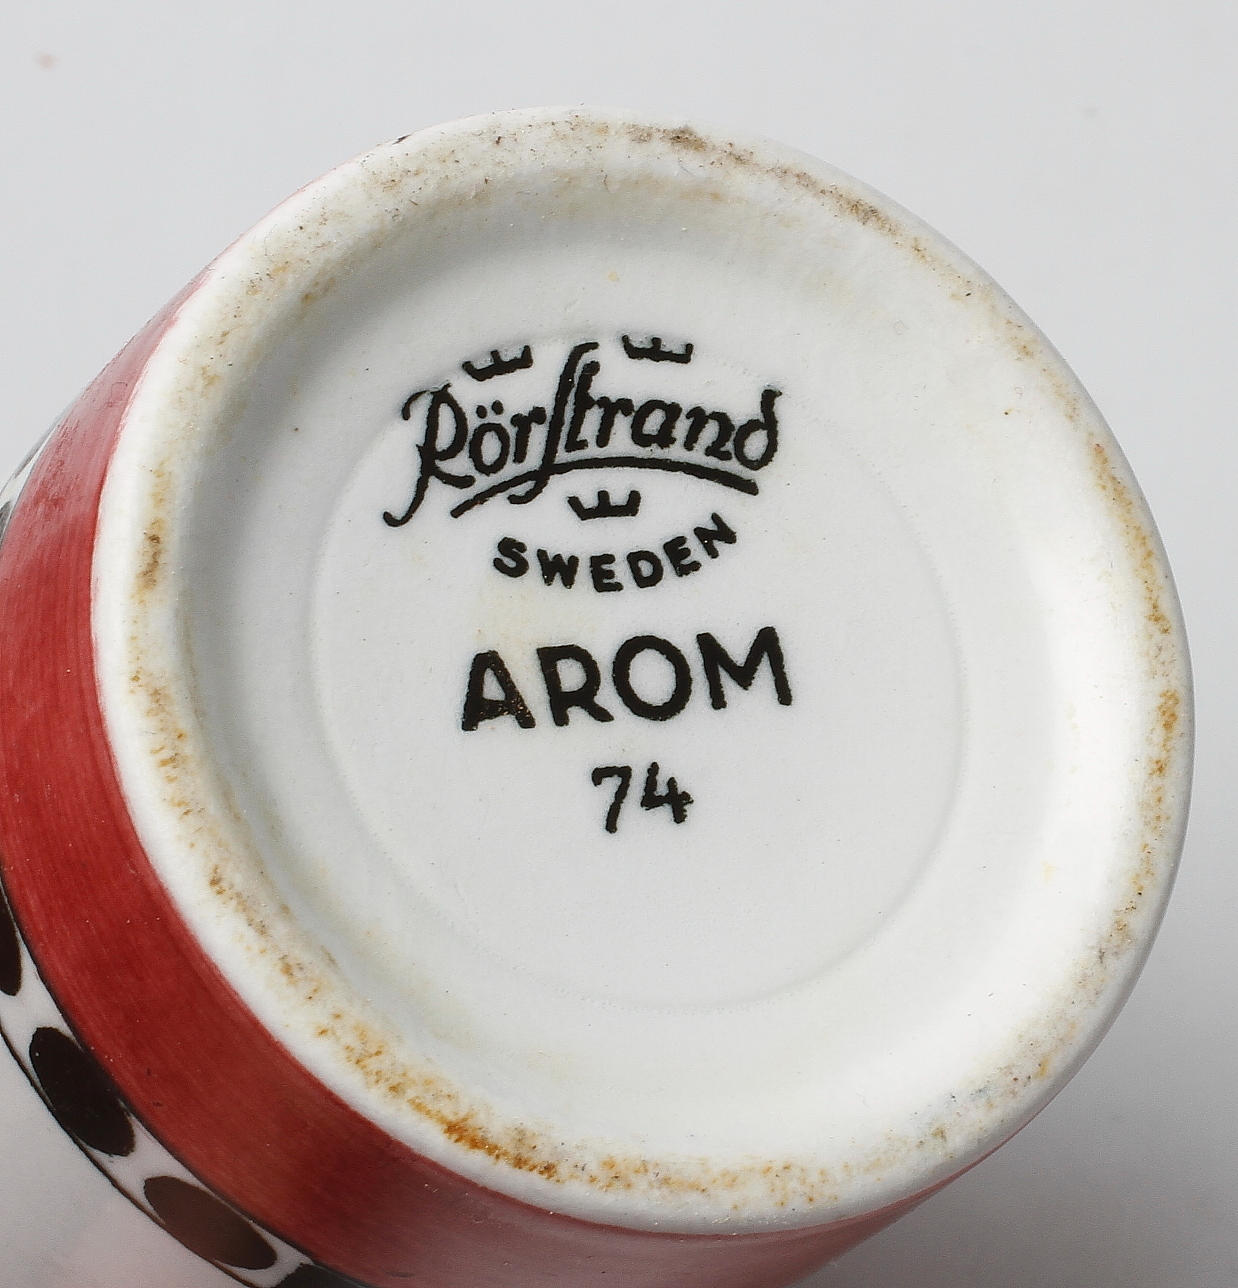 Rörstrand
SWEDEN
AROM
74